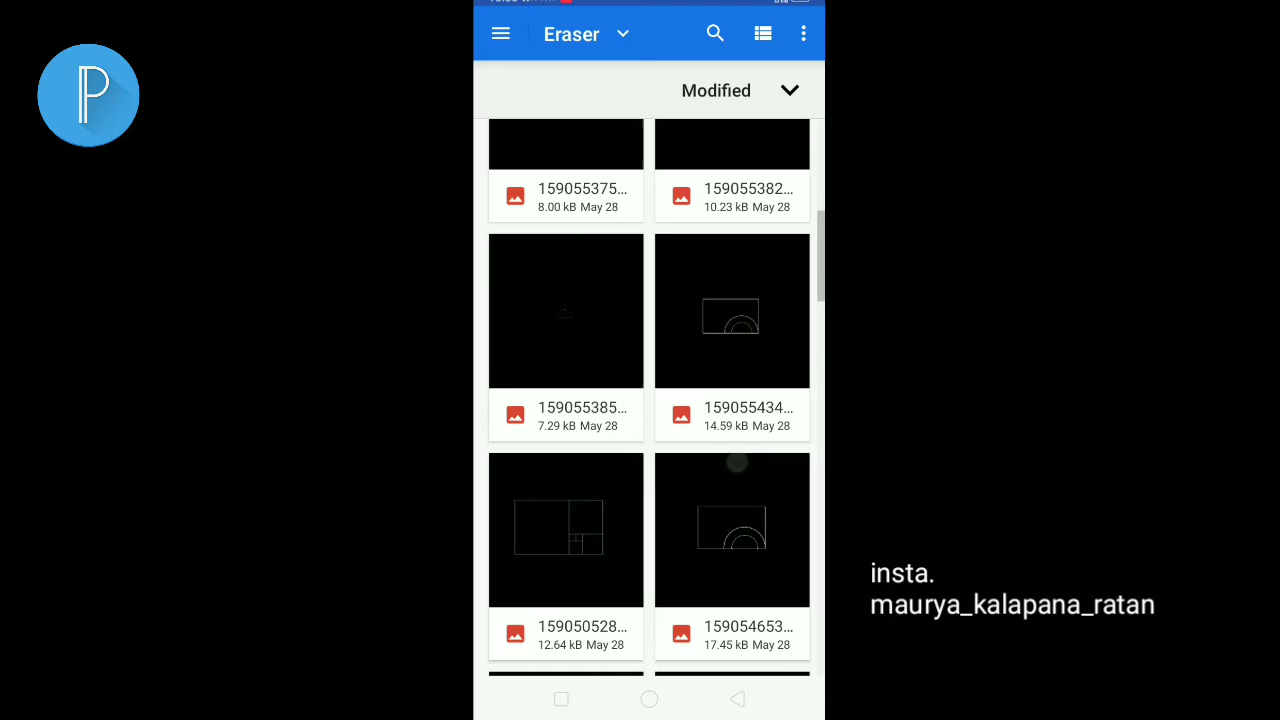 Eraser
Modified
159055375...
8.00 kB May 28
159055382...
10.23 kB May 28
159055385...
7.29 kB May 28
159055434...
14.59 kB May 28
159050528...
12.64 kB May 28
159054653...
17.45 kB May 28
insta.
maurya_kalapana_ratan